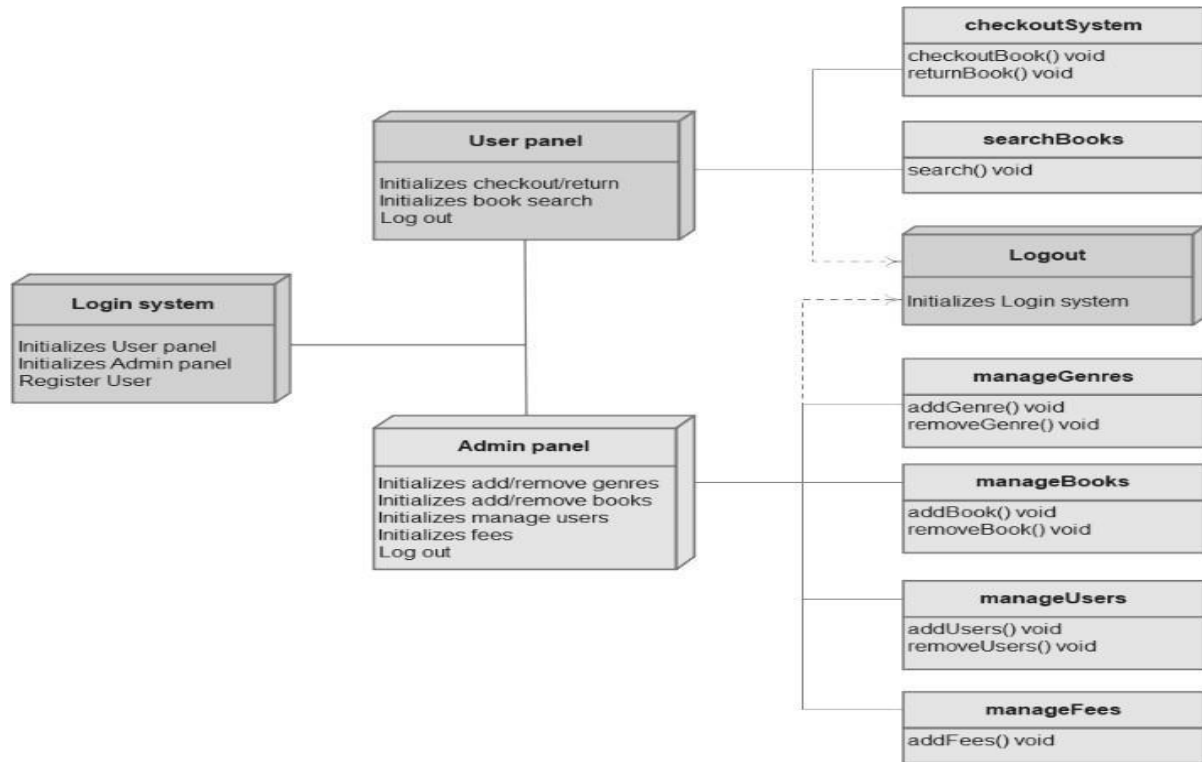 checkoutSystem
checkoutBook() void
returnBook() void
User panel
Initializes checkout/return
Initializes book search
Log out
searchBooks
search() void
Logout
Initializes Login system
Login system
Initializes User panel
Initializes Admin panel
Register User
manageGenres
addGenre() void
removeGenre() void
Admin panel
Initializes add/remove genres
Initializes add/remove books
Initializes manage users
Initializes fees
Log out
manageBooks
addBook() void
removeBook() void
manageUsers
addUsers() void
removeUsers() void
manageFees
addFees() void